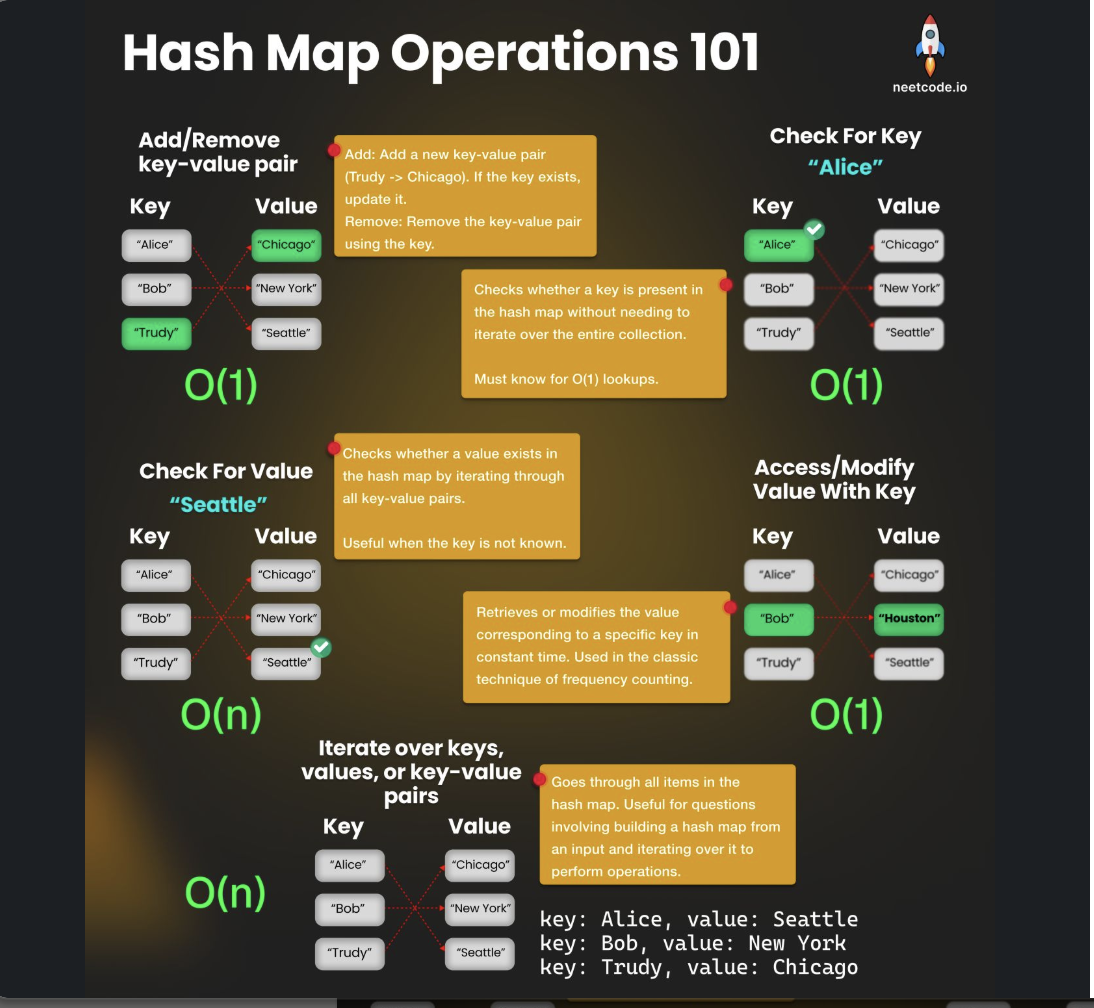 Hash Map Operations 101
neetcode.io
Add/Remove
key-value pair
Key Value
“Alice” “Chicago”
“Bob” “New York”
“Trudy” “Seattle”
O(1)
Add: Add a new key-value pair
(Trudy -> Chicago). If the key exists,
update it.
Remove: Remove the key-value pair
using the key.
Check For Key
“Alice”
Key Value
“Alice” “Chicago”
“Bob” “New York”
“Trudy” “Seattle”
O(1)
Checks whether a key is present in
the hash map without needing to
iterate over the entire collection.
Must know for O(1) lookups.
Check For Value
“Seattle”
Key Value
“Alice” “Chicago”
“Bob” “New York”
“Trudy” “Seattle”
O(n)
Checks whether a value exists in
the hash map by iterating through
all key-value pairs.
Useful when the key is not known.
Access/Modify
Value With Key
Key Value
“Alice” “Chicago”
“Bob” “Houston”
“Trudy” “Seattle”
O(1)
Retrieves or modifies the value
corresponding to a specific key in
constant time. Used in the classic
technique of frequency counting.
Iterate over keys,
values, or key-value
pairs
Key Value
“Alice” “Chicago”
“Bob” “New York”
“Trudy” “Seattle”
O(n)
Goes through all items in the
hash map. Useful for questions
involving building a hash map from
an input and iterating over it to
perform operations.
key: Alice, value: Seattle
key: Bob, value: New York
key: Trudy, value: Chicago